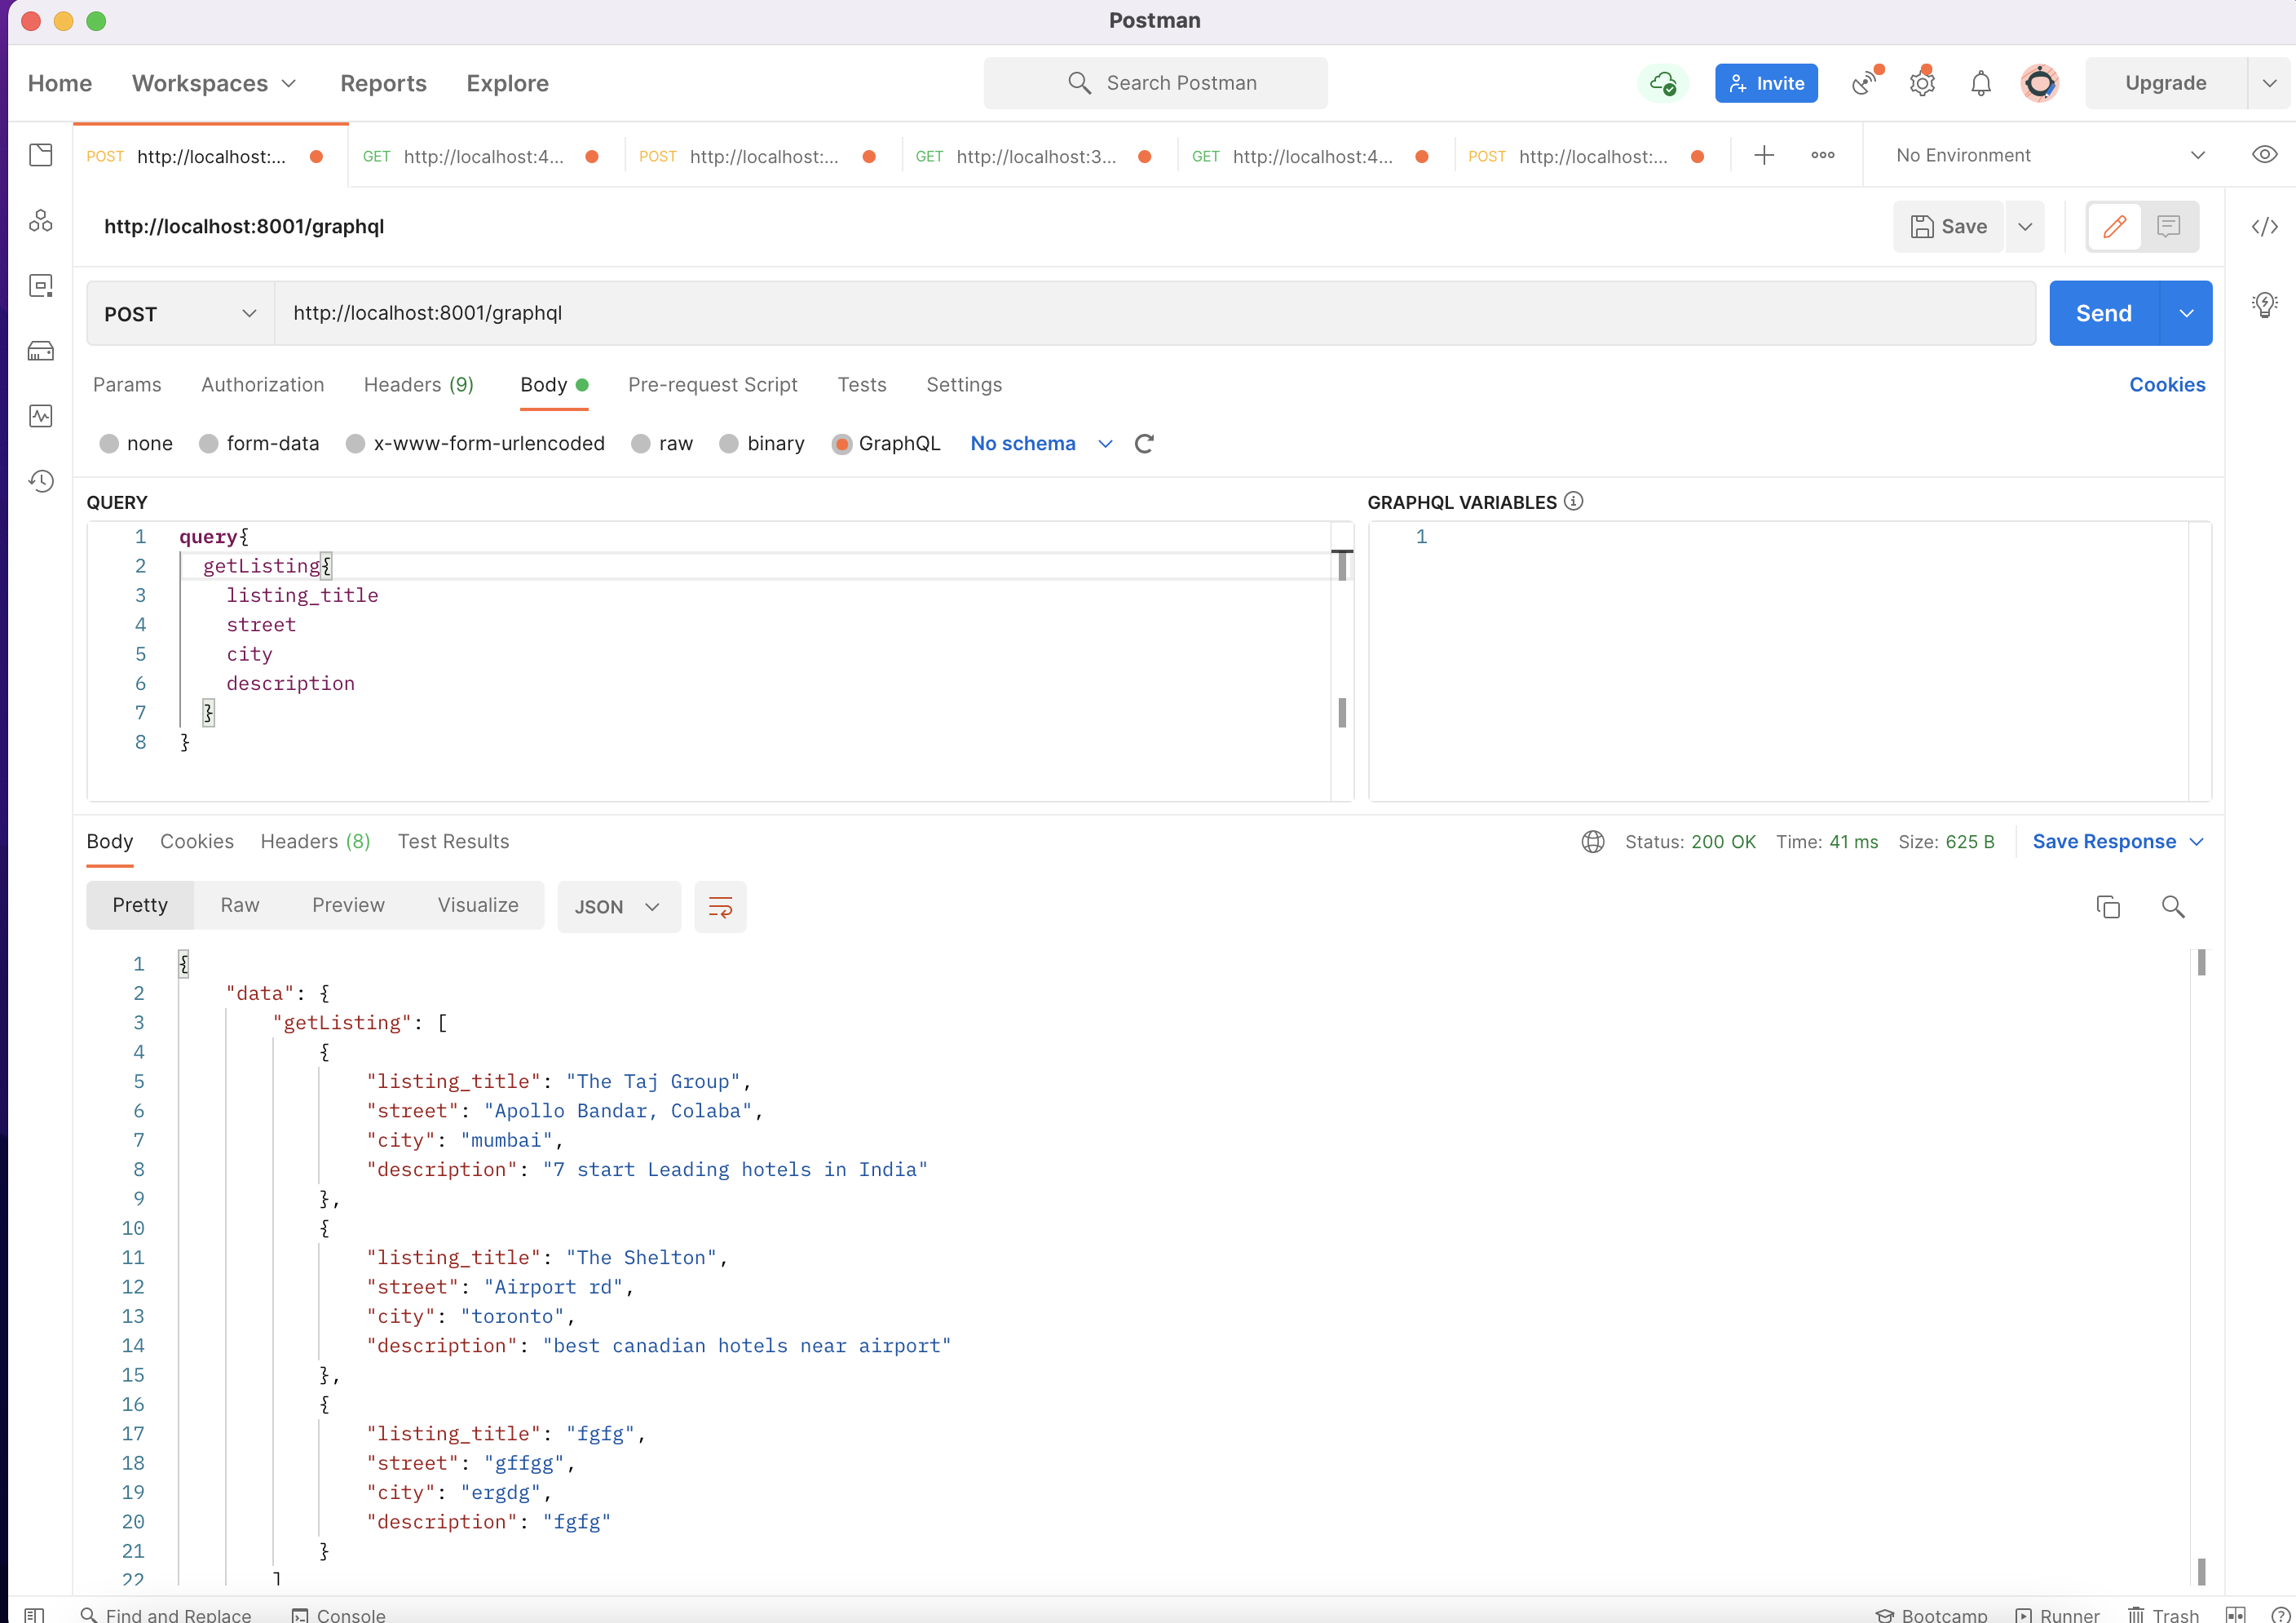 Postman
Home Workspaces Reports Explore Search Postman Invite Upgrade
POST http://localhost:... GET http://localhost:4... POST http://localhost:... GET http://localhost:3... GET http://localhost:4... POST http://localhost:... No Environment
http://localhost:8001/graphql Save
POST http://localhost:8001/graphql Send
Params Authorization Headers (9) Body Pre-request Script Tests Settings Cookies
none form-data x-www-form-urlencoded raw binary GraphQL No schema
QUERY GRAPHQL VARIABLES
1 query{ 1
2 getListing{
3 listing_title
4 street
5 city
6 description
7 }
8 }
Body Cookies Headers (8) Test Results Status: 200 OK Time: 41 ms Size: 625 B Save Response
Pretty Raw Preview Visualize JSON
1 {
2 "data": {
3 "getListing": [
4 {
5 "listing_title": "The Taj Group",
6 "street": "Apollo Bandar, Colaba",
7 "city": "mumbai",
8 "description": "7 start Leading hotels in India"
9 },
10 {
11 "listing_title": "The Shelton",
12 "street": "Airport rd",
13 "city": "toronto",
14 "description": "best canadian hotels near airport"
15 },
16 {
17 "listing_title": "fgfg",
18 "street": "gffgg",
19 "city": "ergdg",
20 "description": "fgfg"
21 }
22 ]
Find and Replace Console Bootcamp Runner Trash